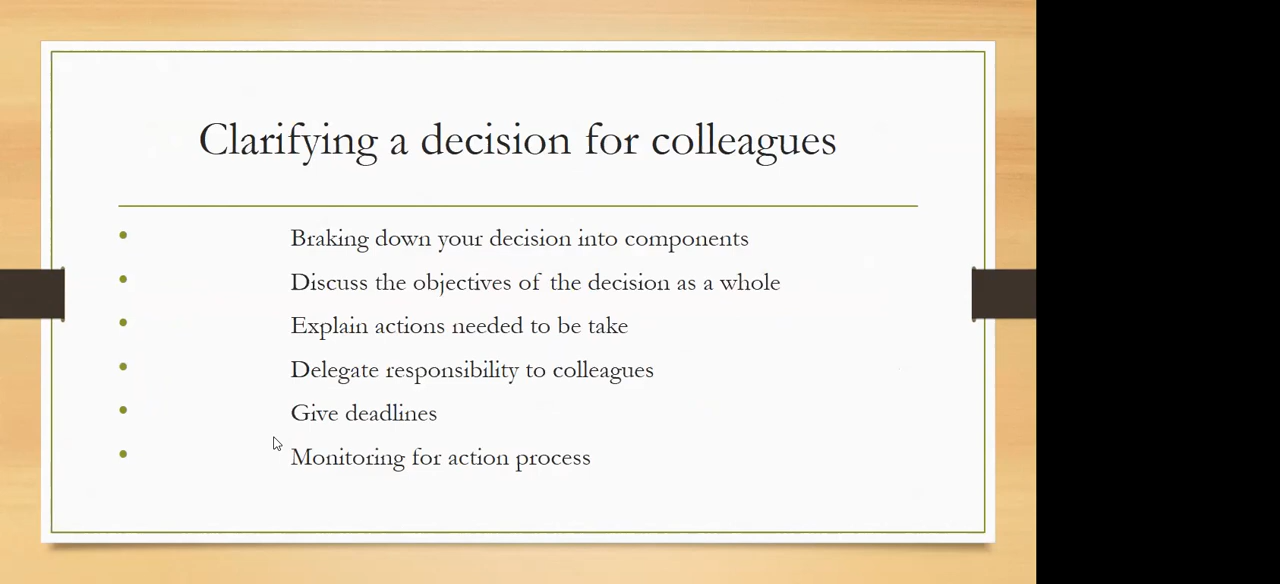 Clarifying a decision for colleagues
• Braking down your decision into components
• Discuss the objectives of the decision as a whole
• Explain actions needed to be take
• Delegate responsibility to colleagues
• Give deadlines
• Monitoring for action process